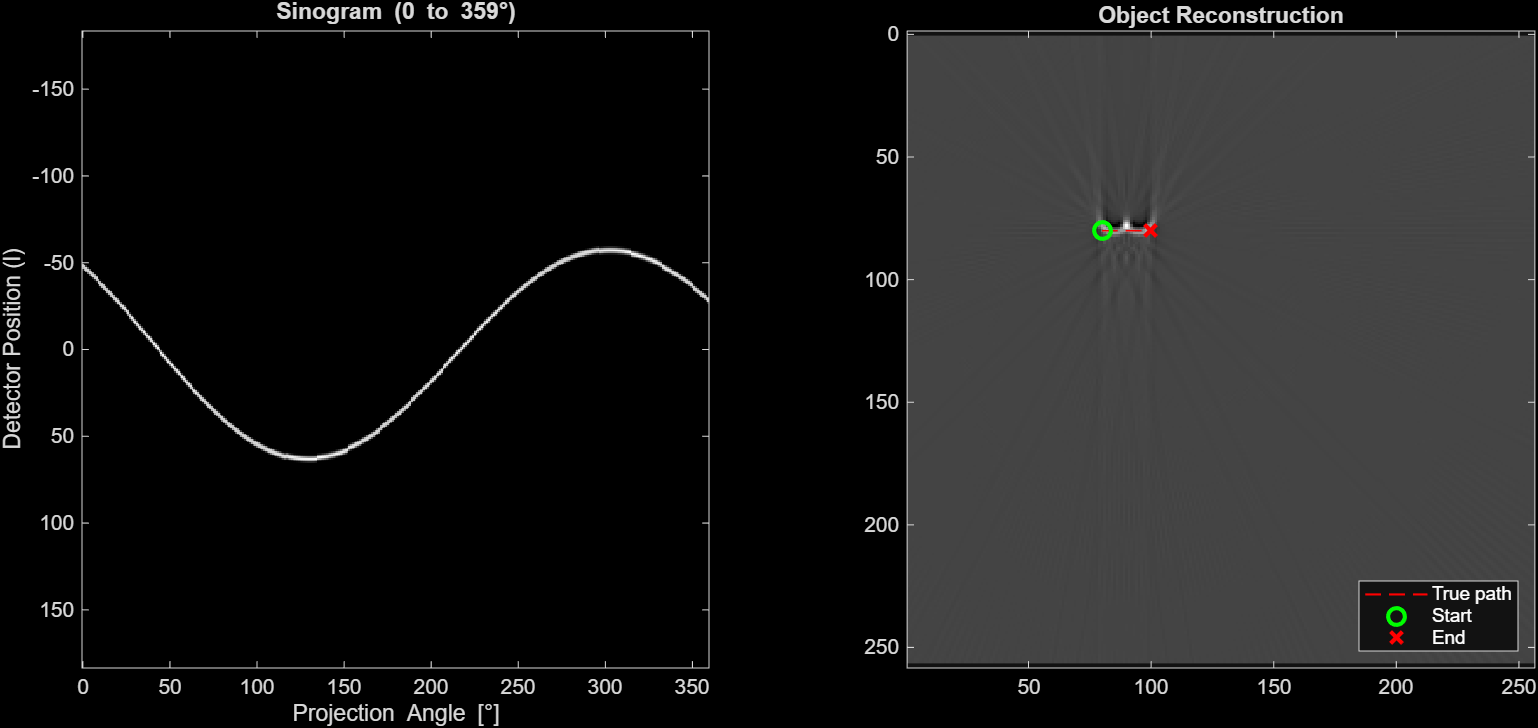 Sinogram (0 to 359°)
-150
-100
-50
0
50
100
150
0 50 100 150 200 250 300 350
Projection Angle [°]
Detector Position (l)
Object Reconstruction
0
50
100
150
200
250
50 100 150 200 250
True path
Start
End